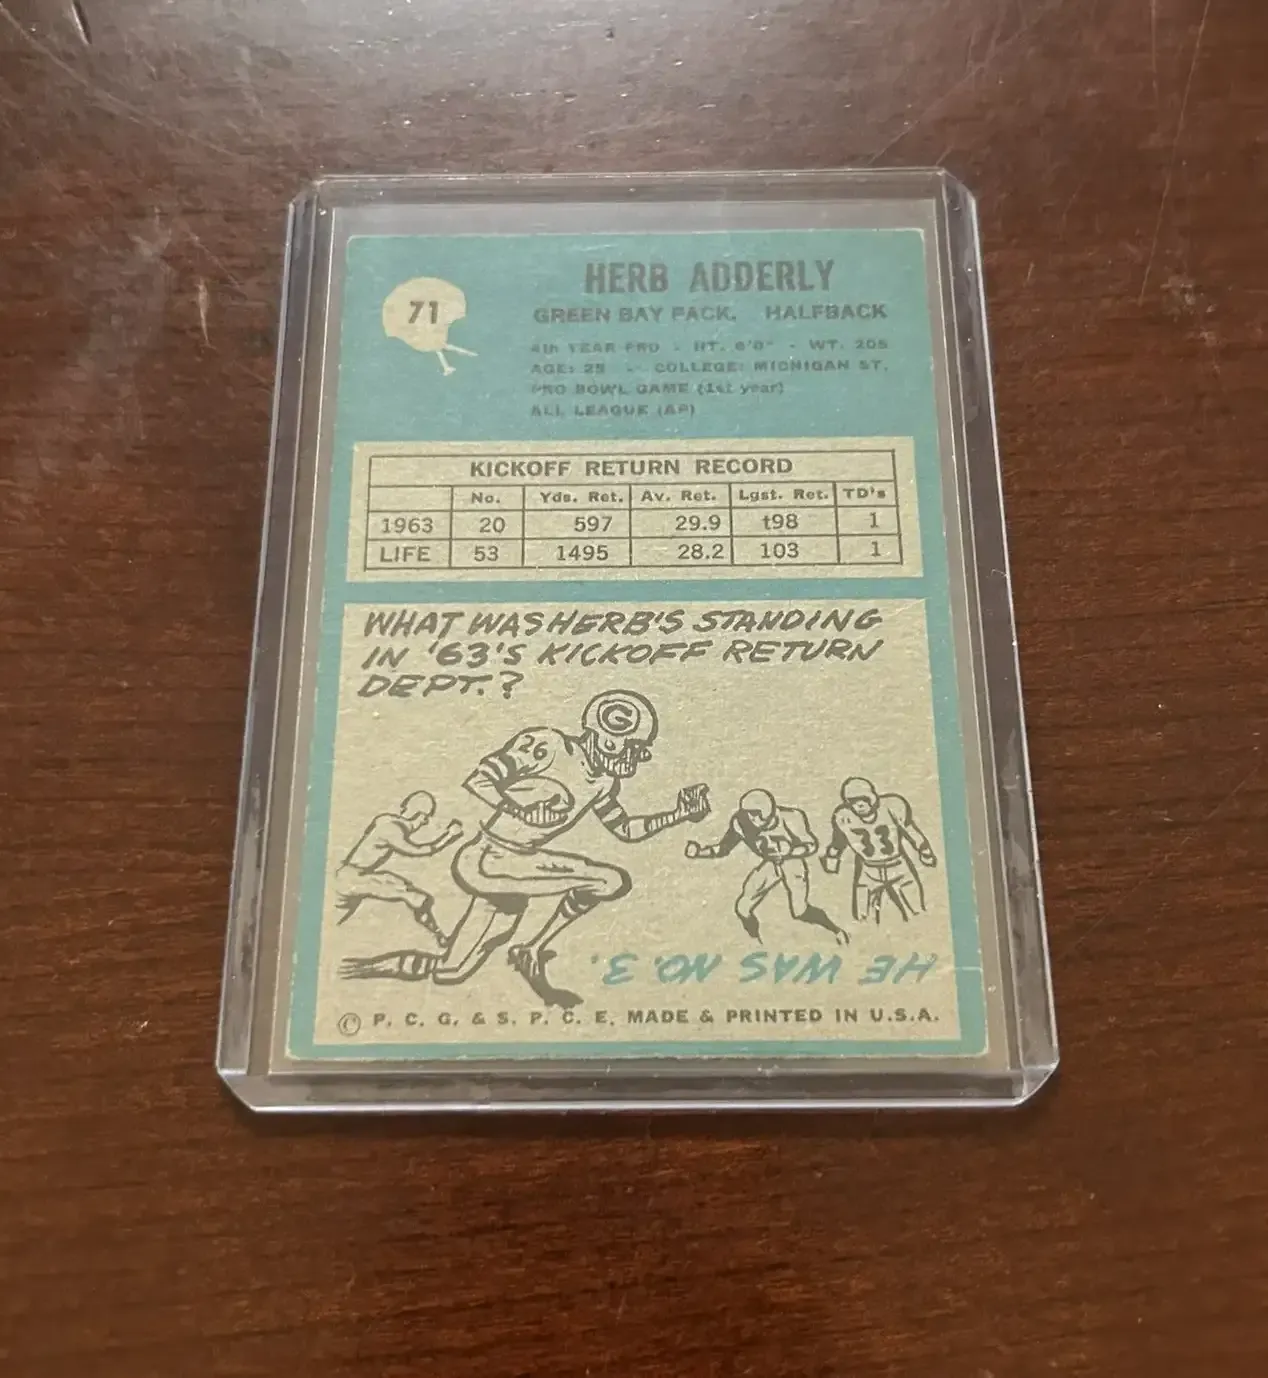 71
HERB ADDERLY
GREEN BAY PACK. HALFBACK
4th YEAR PRO - HT. 6'0" - WT. 205
AGE: 25 - COLLEGE: MICHIGAN ST.
PRO BOWL GAME (1st year)
ALL LEAGUE (AP)
KICKOFF RETURN RECORD
No. Yds. Ret. Av. Ret. Lgst. Ret. TD's
1963 20 597 29.9 t98 1
LIFE 53 1495 28.2 103 1
WHAT WAS HERB'S STANDING
IN '63'S KICKOFF RETURN
DEPT.?
G
26
33
HE WAS NO. 3.
© P. C. G. & S. P. C. E. MADE & PRINTED IN U.S.A.